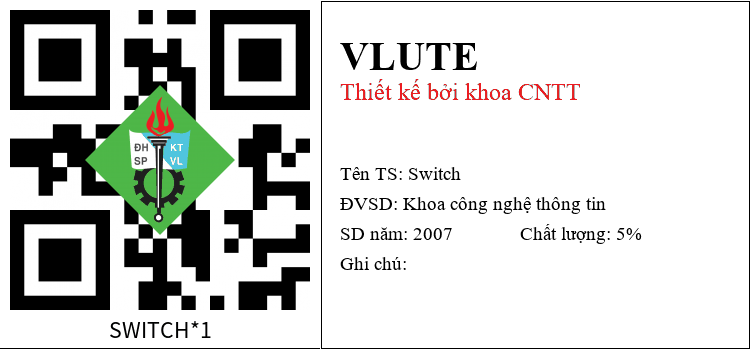 ĐH KT
SP VL
SWITCH*1
VLUTE
Thiết kế bởi khoa CNTT
Tên TS: Switch
ĐVSD: Khoa công nghệ thông tin
SD năm: 2007 Chất lượng: 5%
Ghi chú: